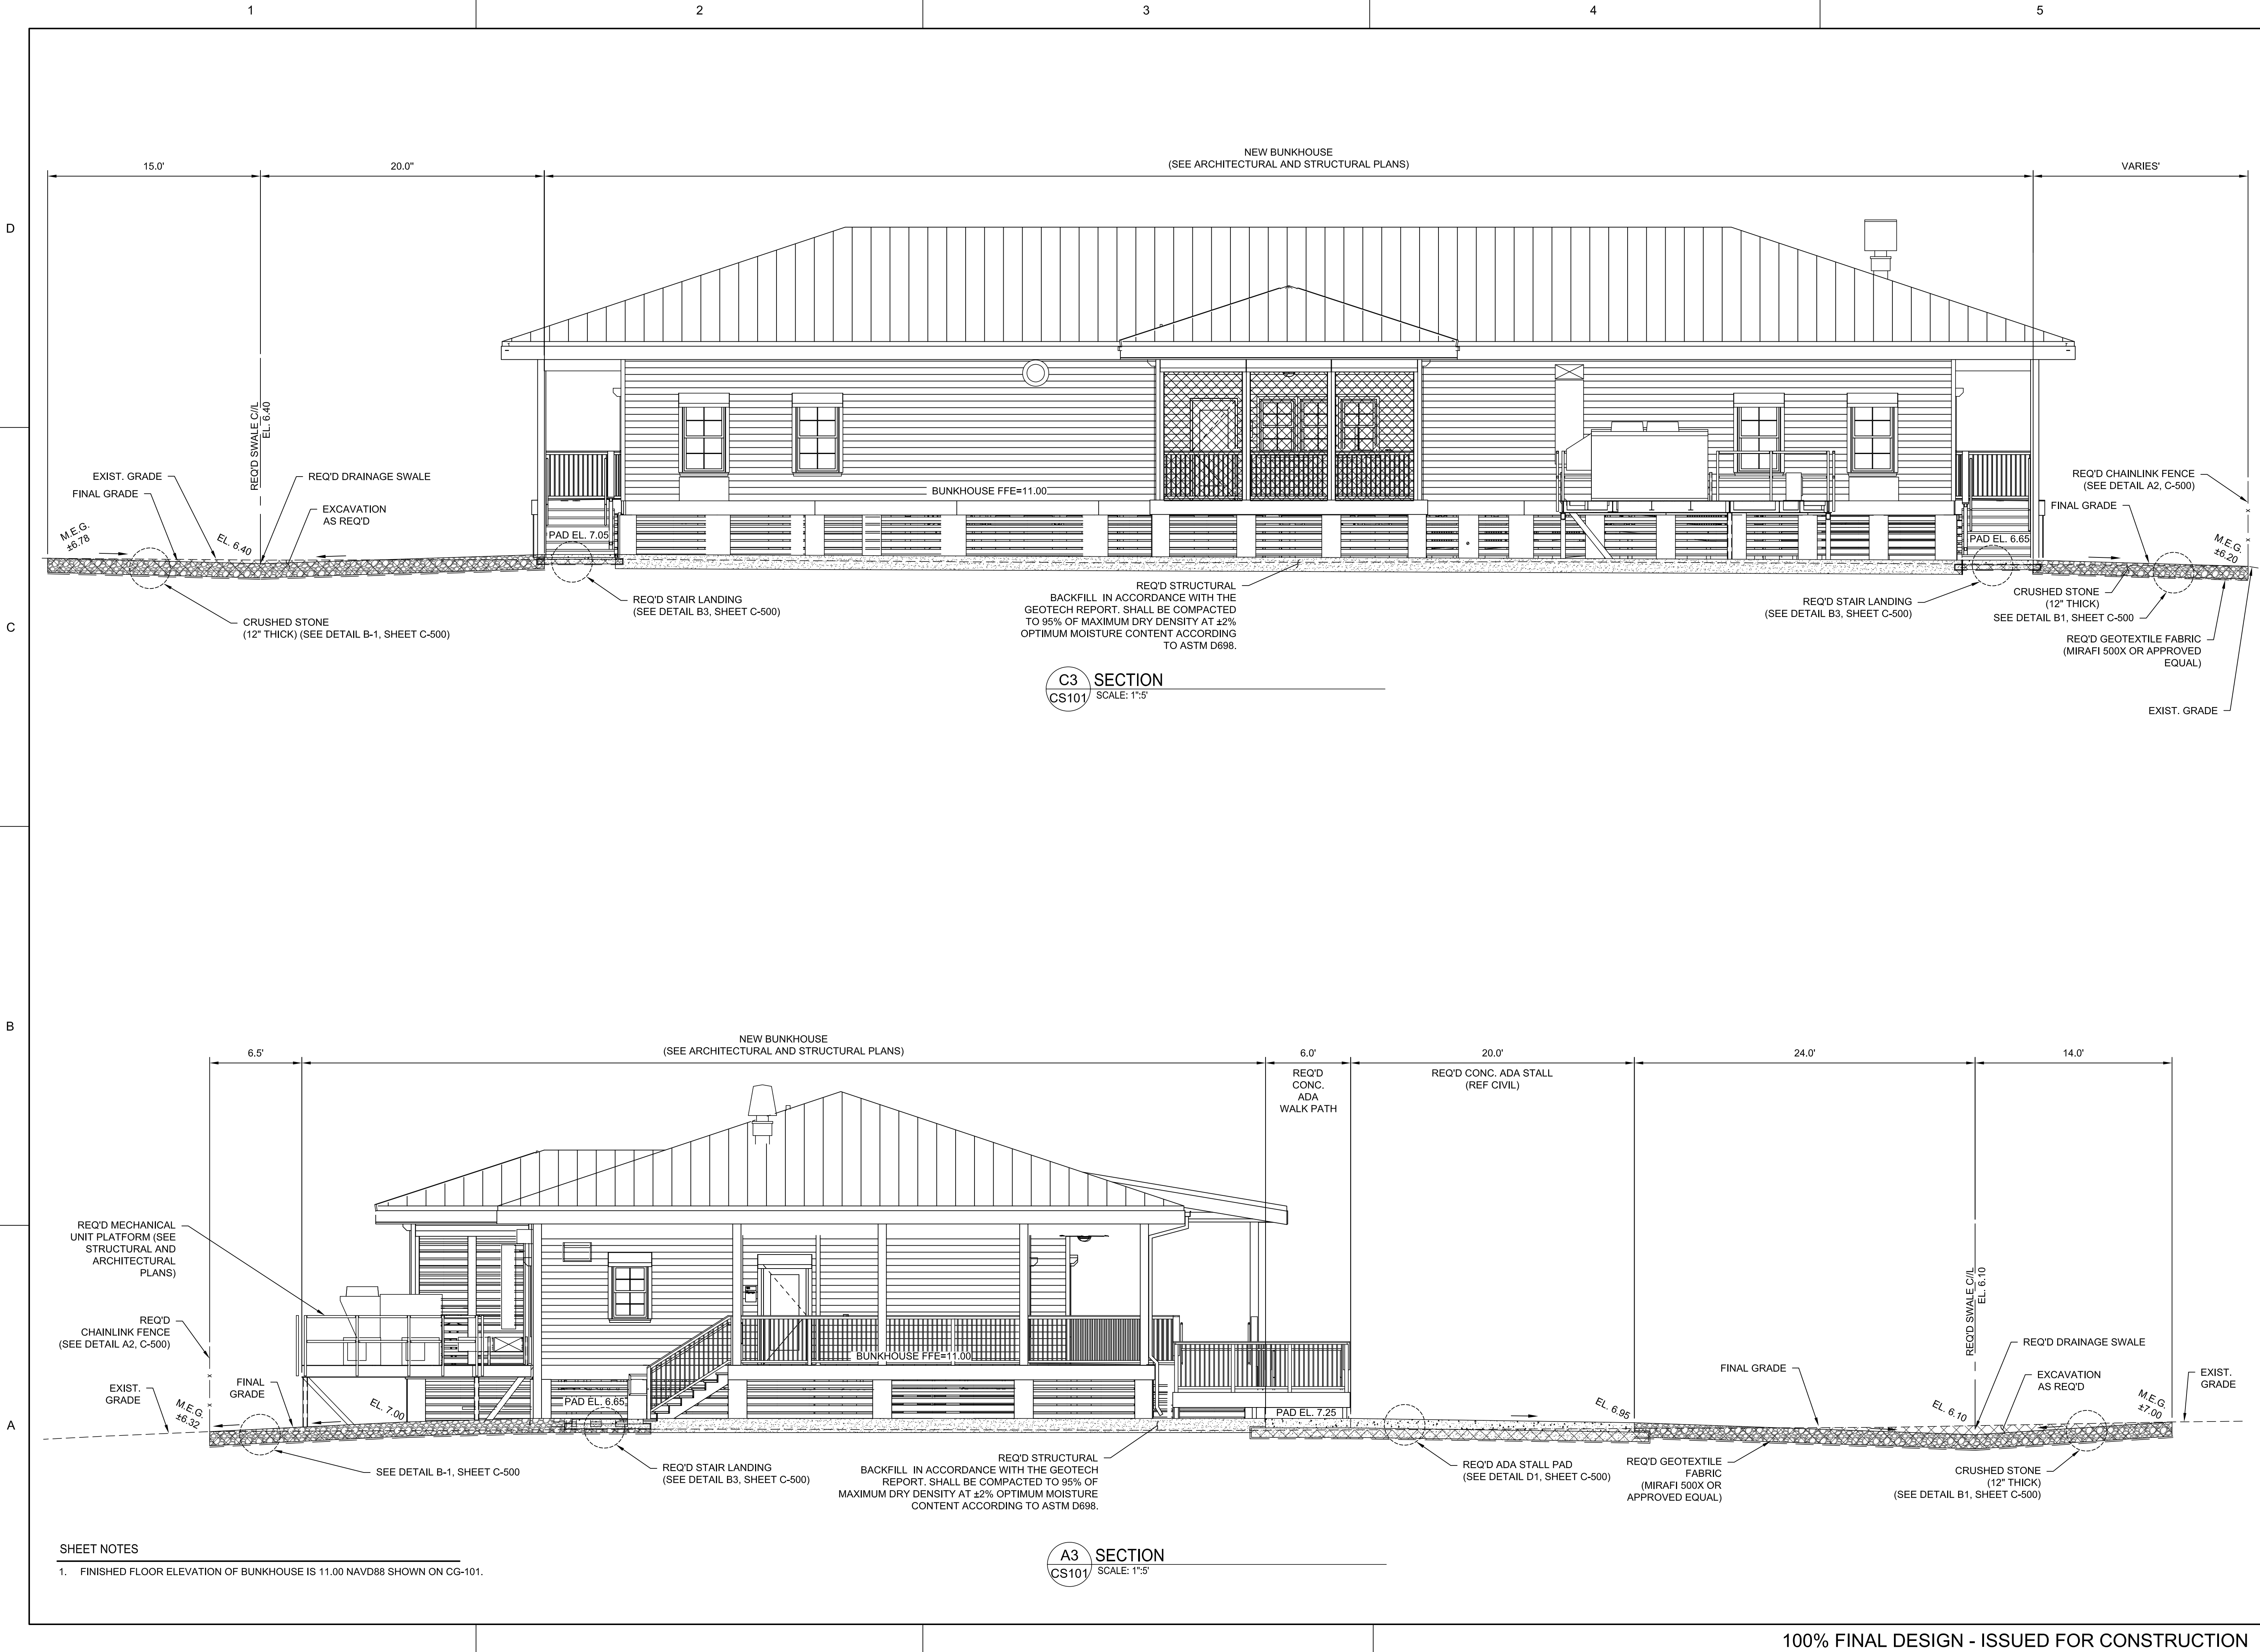 1
2
3
4
5
D
C
B
A
15.0'
20.0"
NEW BUNKHOUSE
(SEE ARCHITECTURAL AND STRUCTURAL PLANS)
VARIES'
REQ'D SWALE C//L
EL. 6.40
EXIST. GRADE
FINAL GRADE
REQ'D DRAINAGE SWALE
EXCAVATION
AS REQ'D
M.E.G.
±6.78
EL. 6.40
BUNKHOUSE FFE=11.00
PAD EL. 7.05
PAD EL. 6.65
REQ'D CHAINLINK FENCE
(SEE DETAIL A2, C-500)
FINAL GRADE
M.E.G.
±6.20
CRUSHED STONE
(12" THICK) (SEE DETAIL B-1, SHEET C-500)
REQ'D STAIR LANDING
(SEE DETAIL B3, SHEET C-500)
REQ'D STRUCTURAL
BACKFILL IN ACCORDANCE WITH THE
GEOTECH REPORT. SHALL BE COMPACTED
TO 95% OF MAXIMUM DRY DENSITY AT ±2%
OPTIMUM MOISTURE CONTENT ACCORDING
TO ASTM D698.
REQ'D STAIR LANDING
(SEE DETAIL B3, SHEET C-500)
CRUSHED STONE
(12" THICK)
SEE DETAIL B1, SHEET C-500
REQ'D GEOTEXTILE FABRIC
(MIRAFI 500X OR APPROVED
EQUAL)
EXIST. GRADE
C3
CS101
SECTION
SCALE: 1":5'
6.5'
NEW BUNKHOUSE
(SEE ARCHITECTURAL AND STRUCTURAL PLANS)
6.0'
REQ'D
CONC.
ADA
WALK PATH
20.0'
REQ'D CONC. ADA STALL
(REF CIVIL)
24.0'
14.0'
REQ'D MECHANICAL
UNIT PLATFORM (SEE
STRUCTURAL AND
ARCHITECTURAL
PLANS)
REQ'D
CHAINLINK FENCE
(SEE DETAIL A2, C-500)
EXIST.
GRADE
FINAL
GRADE
M.E.G.
±6.32
EL. 7.00
BUNKHOUSE FFE=11.00
PAD EL. 6.65
PAD EL. 7.25
EL. 6.95
FINAL GRADE
REQ'D SWALE C//L
EL. 6.10
REQ'D DRAINAGE SWALE
EXCAVATION
AS REQ'D
EL. 6.10
M.E.G.
±7.00
EXIST.
GRADE
SEE DETAIL B-1, SHEET C-500
REQ'D STAIR LANDING
(SEE DETAIL B3, SHEET C-500)
REQ'D STRUCTURAL
BACKFILL IN ACCORDANCE WITH THE GEOTECH
REPORT. SHALL BE COMPACTED TO 95% OF
MAXIMUM DRY DENSITY AT ±2% OPTIMUM MOISTURE
CONTENT ACCORDING TO ASTM D698.
REQ'D ADA STALL PAD
(SEE DETAIL D1, SHEET C-500)
REQ'D GEOTEXTILE
FABRIC
(MIRAFI 500X OR
APPROVED EQUAL)
CRUSHED STONE
(12" THICK)
(SEE DETAIL B1, SHEET C-500)
A3
CS101
SECTION
SCALE: 1":5'
SHEET NOTES
1. FINISHED FLOOR ELEVATION OF BUNKHOUSE IS 11.00 NAVD88 SHOWN ON CG-101.
100% FINAL DESIGN - ISSUED FOR CONSTRUCTION